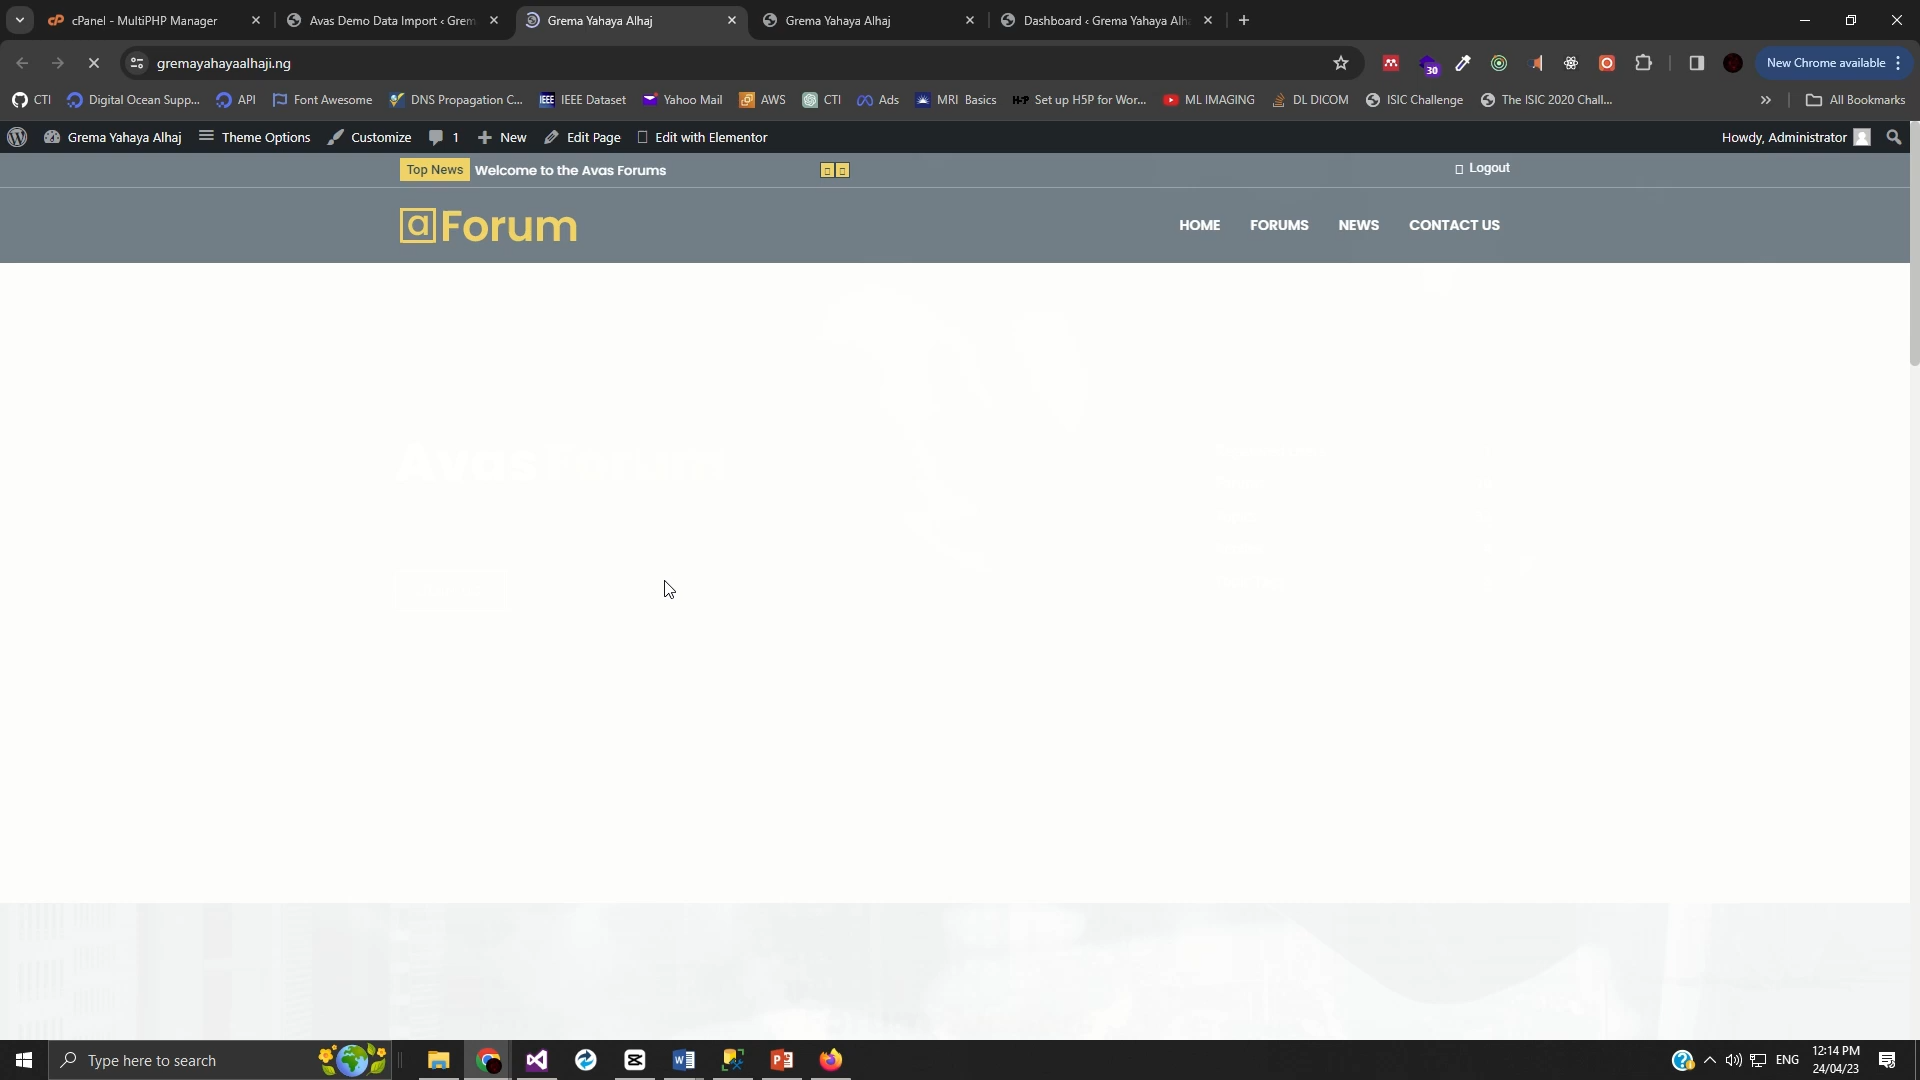 cPanel - MultiPHP Manager
Avas Demo Data Import ‹ Grem
Grema Yahaya Alhaj
Grema Yahaya Alhaj
Dashboard ‹ Grema Yahaya Alh
gremayahayaalhaji.ng
30
New Chrome available
CTI
Digital Ocean Supp...
API
Font Awesome
DNS Propagation C...
IEEE Dataset
Yahoo Mail
AWS
CTI
Ads
MRI Basics
Set up H5P for Wor...
ML IMAGING
DL DICOM
ISIC Challenge
The ISIC 2020 Chall...
All Bookmarks
Grema Yahaya Alhaj
Theme Options
Customize
1
New
Edit Page
Edit with Elementor
Howdy, Administrator
Top News
Welcome to the Avas Forums
Logout
aForum
HOME
FORUMS
NEWS
CONTACT US
Avas Forum
Type here to search
ENG
12:14 PM
24/04/23